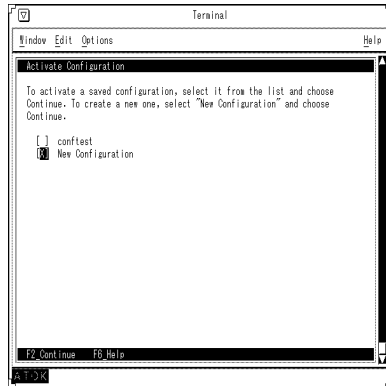 Terminal
Window Edit Options Help
Activate Configuration
To activate a saved configuration, select it from the list and choose
Continue. To create a new one, select "New Configuration" and choose
Continue.
[ ] conftest
[X] New Configuration
F2_Continue F6_Help
ATOK